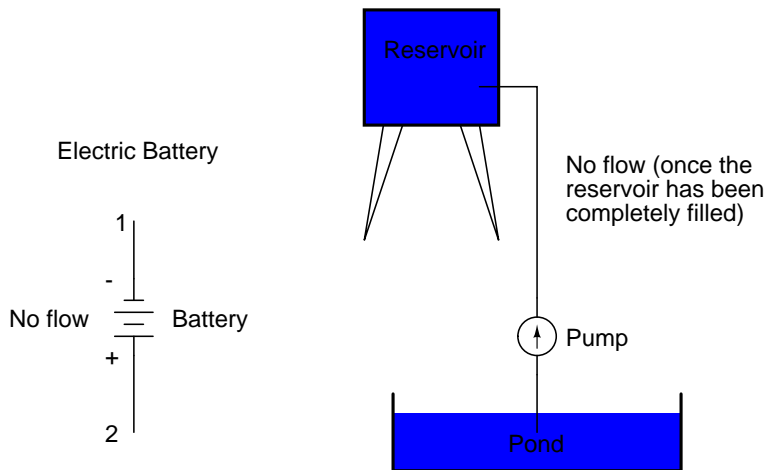 Reservoir
Electric Battery
No flow (once the
reservoir has been
completely filled)
1
-
No flow
Battery
+
2
Pump
Pond